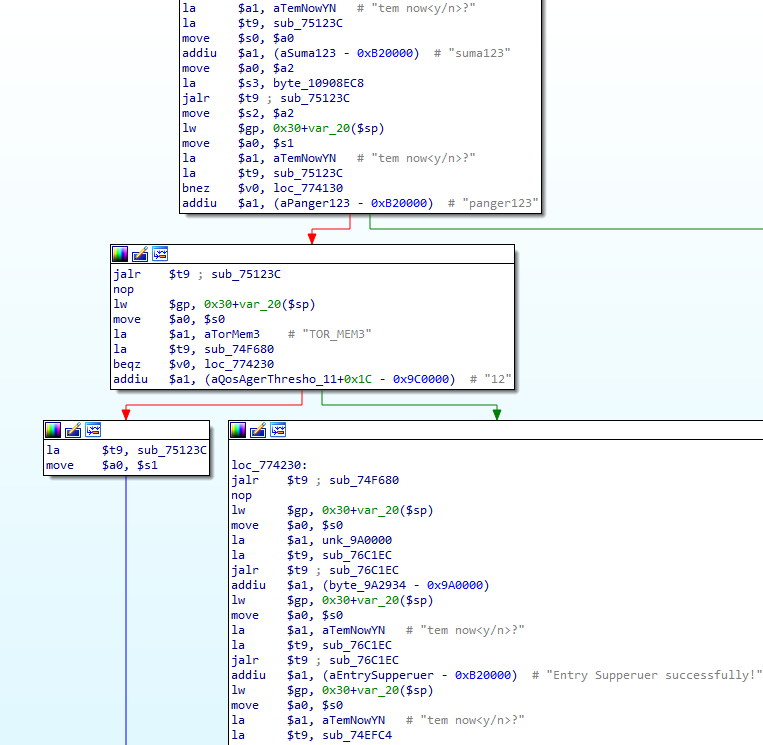 la $a1, aTemNowYN # "tem now<y/n>?"
la $t9, sub_75123C
move $s0, $a0
addiu $a1, (aSuma123 - 0xB20000) # "suma123"
move $a0, $a2
la $s3, byte_10908EC8
jalr $t9 ; sub_75123C
move $s2, $a2
lw $gp, 0x30+var_20($sp)
move $a0, $s1
la $a1, aTemNowYN # "tem now<y/n>?"
la $t9, sub_75123C
bnez $v0, loc_774130
addiu $a1, (aPanger123 - 0xB20000) # "panger123"
jalr $t9 ; sub_75123C
nop
lw $gp, 0x30+var_20($sp)
move $a0, $s0
la $a1, aTorMem3 # "TOR_MEM3"
la $t9, sub_74F680
beqz $v0, loc_774230
addiu $a1, (aQosAgerThresho_11+0x1C - 0x9C0000) # "12"
la $t9, sub_75123C
move $a0, $s1
loc_774230:
jalr $t9 ; sub_74F680
nop
lw $gp, 0x30+var_20($sp)
move $a0, $s0
la $a1, unk_9A0000
la $t9, sub_76C1EC
jalr $t9 ; sub_76C1EC
addiu $a1, (byte_9A2934 - 0x9A0000)
lw $gp, 0x30+var_20($sp)
move $a0, $s0
la $a1, aTemNowYN # "tem now<y/n>?"
la $t9, sub_76C1EC
jalr $t9 ; sub_76C1EC
addiu $a1, (aEntrySupperuer - 0xB20000) # "Entry Supperuer successfully!"
lw $gp, 0x30+var_20($sp)
move $a0, $s0
la $a1, aTemNowYN # "tem now<y/n>?"
la $t9, sub_74EFC4